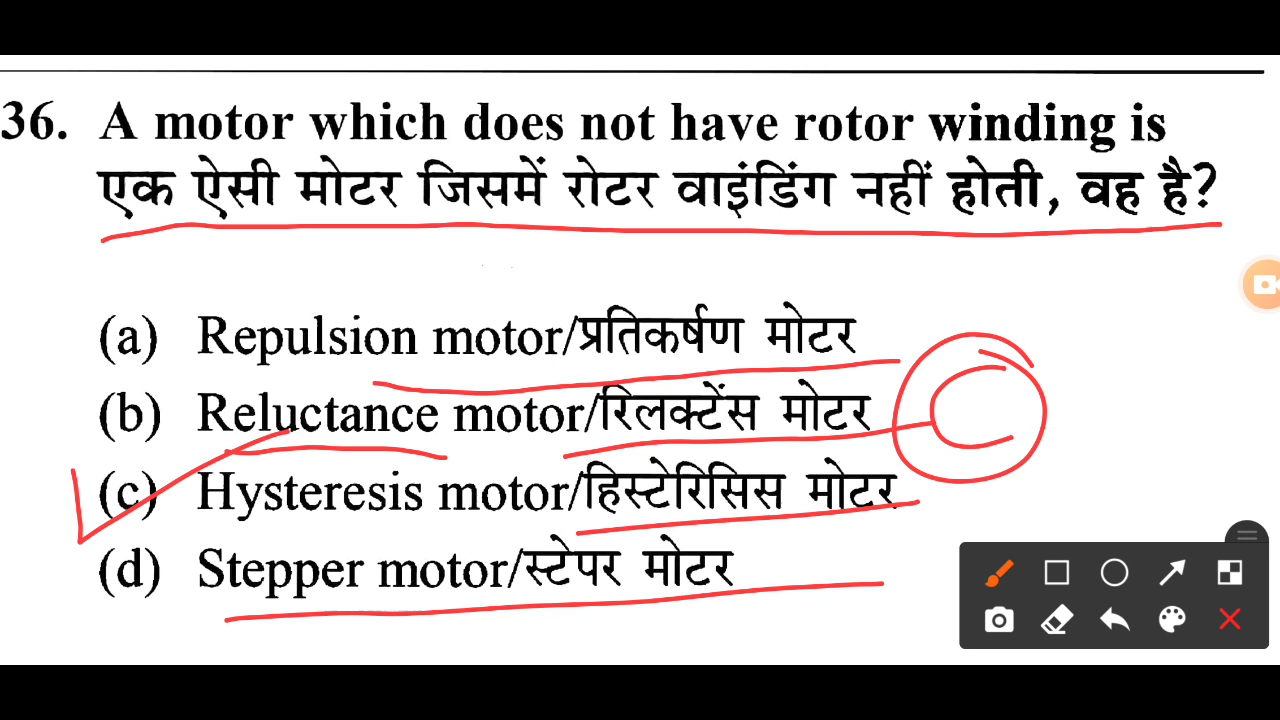 36. A motor which does not have rotor winding is
एक ऐसी मोटर जिसमें रोटर वाइंडिंग नहीं होती, वह है?
(a) Repulsion motor/प्रतिकर्षण मोटर
(b) Reluctance motor/रिलक्टेंस मोटर
(c) Hysteresis motor/हिस्टेरिसिस मोटर
(d) Stepper motor/स्टेपर मोटर